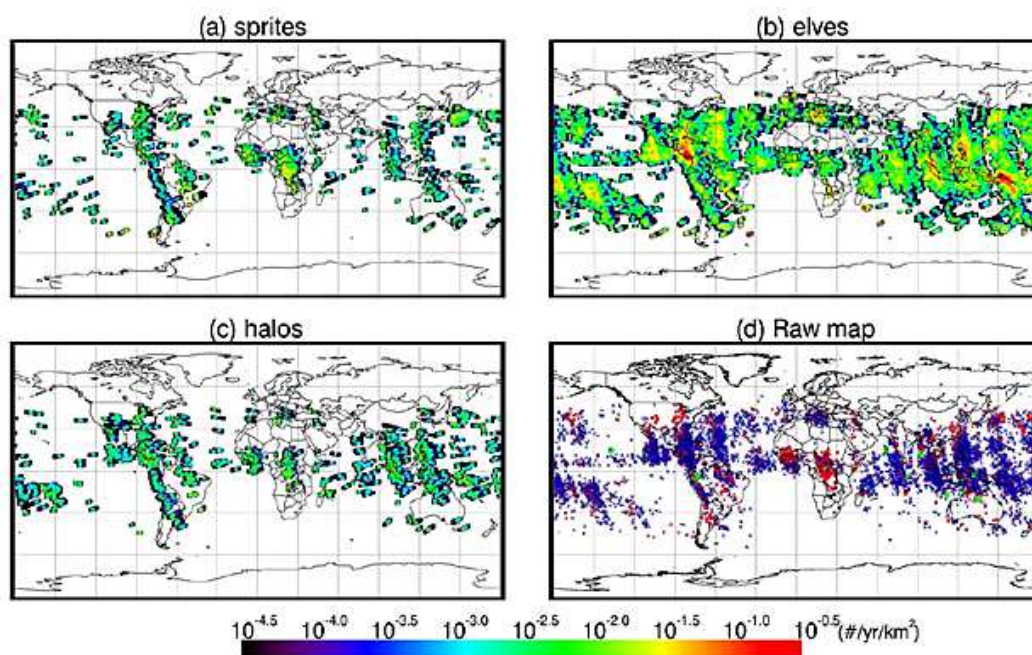 (a) sprites
(b) elves
(c) halos
(d) Raw map
10^-4.5 10^-4.0 10^-3.5 10^-3.0 10^-2.5 10^-2.0 10^-1.5 10^-1.0 10^-0.5 (#/yr/km²)